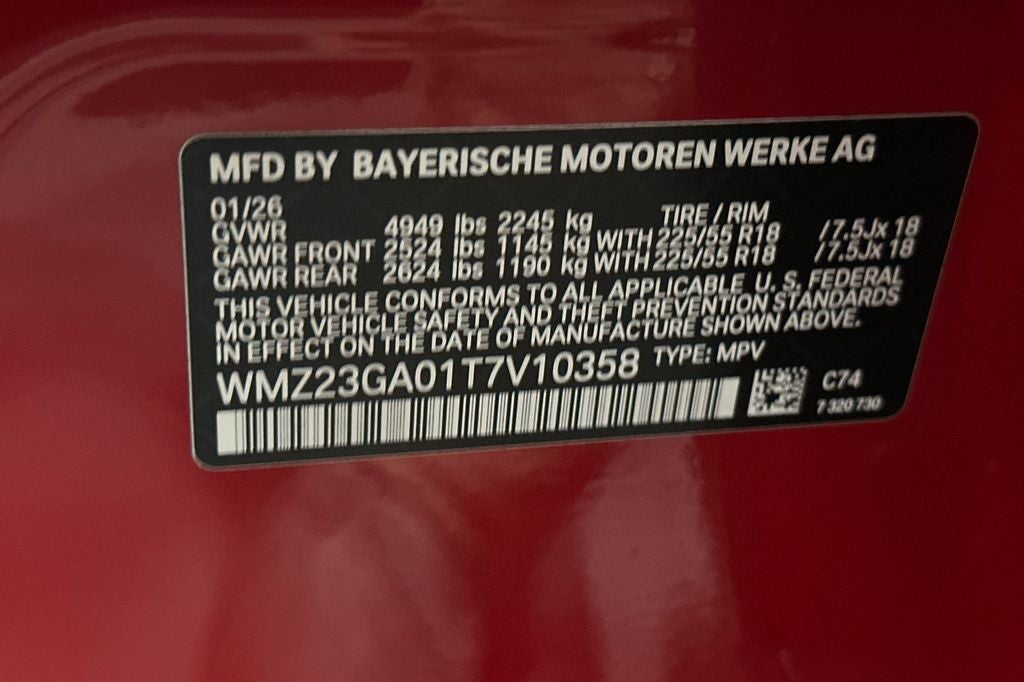 MFD BY BAYERISCHE MOTOREN WERKE AG
01/26 TIRE / RIM
GVWR 4949 lbs 2245 kg
GAWR FRONT 2524 lbs 1145 kg WITH 225/55 R18 /7.5Jx 18
GAWR REAR 2624 lbs 1190 kg WITH 225/55 R18 /7.5Jx 18
THIS VEHICLE CONFORMS TO ALL APPLICABLE U. S. FEDERAL
MOTOR VEHICLE SAFETY AND THEFT PREVENTION STANDARDS
IN EFFECT ON THE DATE OF MANUFACTURE SHOWN ABOVE.
WMZ23GA01T7V10358 TYPE: MPV
C74
7 320 730